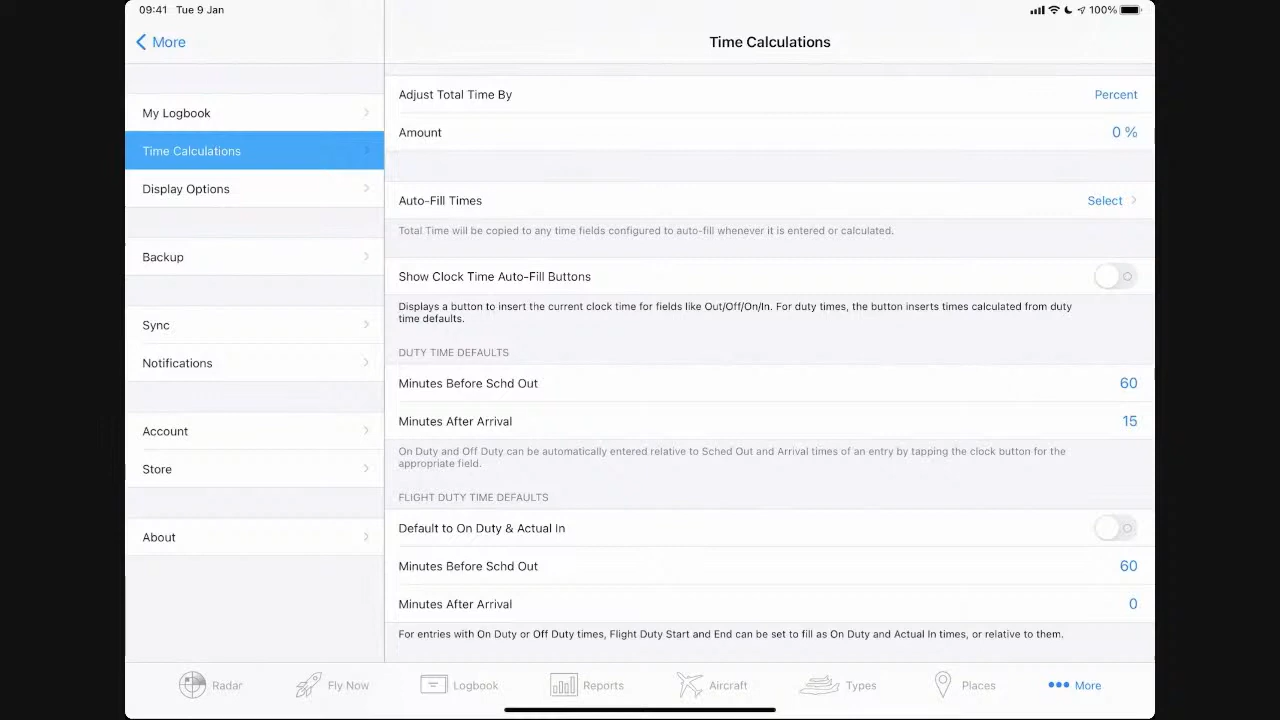 09:41 Tue 9 Jan
100%
More
Time Calculations
My Logbook
Time Calculations
Display Options
Backup
Sync
Notifications
Account
Store
About
Adjust Total Time By Percent
Amount 0 %
Auto-Fill Times Select
Total Time will be copied to any time fields configured to auto-fill whenever it is entered or calculated.
Show Clock Time Auto-Fill Buttons
Displays a button to insert the current clock time for fields like Out/Off/On/In. For duty times, the button inserts times calculated from duty
time defaults.
DUTY TIME DEFAULTS
Minutes Before Schd Out 60
Minutes After Arrival 15
On Duty and Off Duty can be automatically entered relative to Sched Out and Arrival times of an entry by tapping the clock button for the
appropriate field.
FLIGHT DUTY TIME DEFAULTS
Default to On Duty & Actual In
Minutes Before Schd Out 60
Minutes After Arrival 0
For entries with On Duty or Off Duty times, Flight Duty Start and End can be set to fill as On Duty and Actual In times, or relative to them.
Radar Fly Now Logbook Reports Aircraft Types Places More